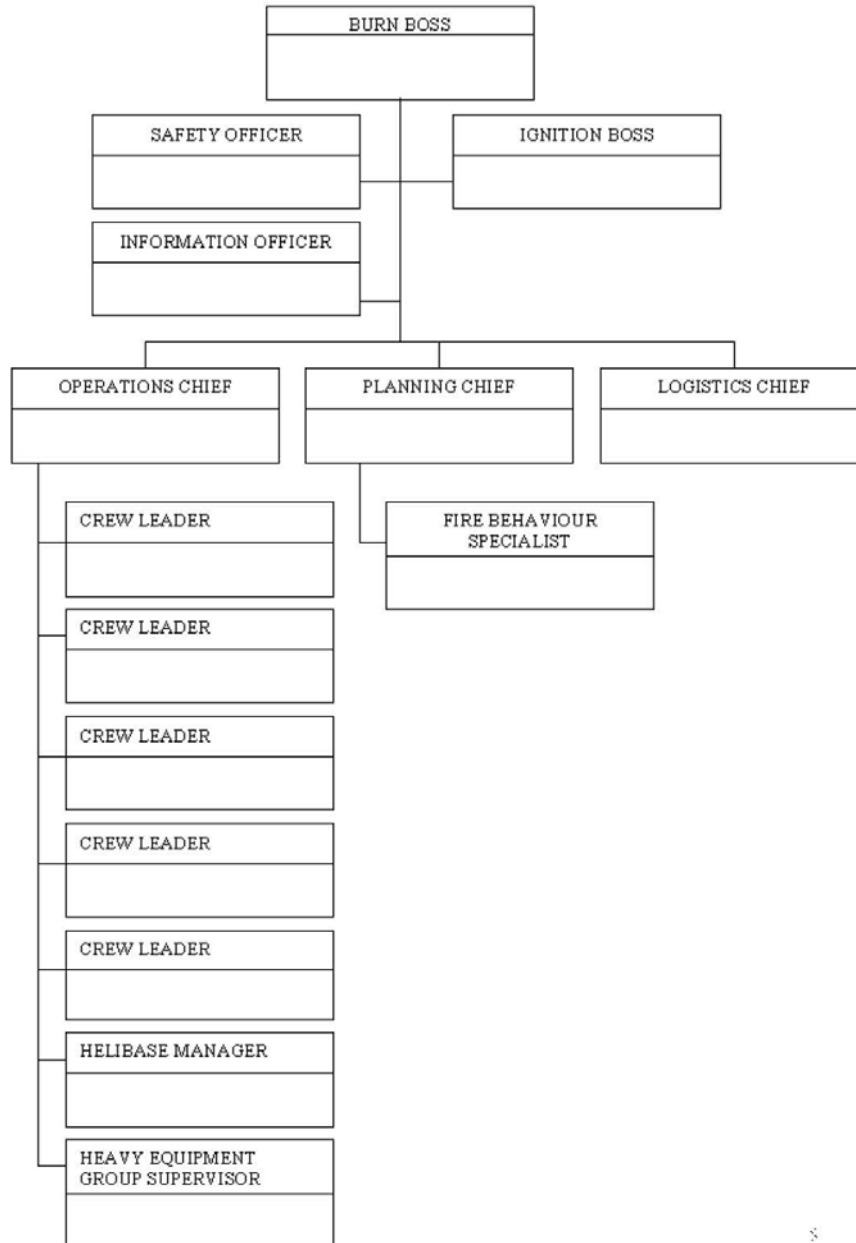 BURN BOSS
SAFETY OFFICER
IGNITION BOSS
INFORMATION OFFICER
OPERATIONS CHIEF
PLANNING CHIEF
LOGISTICS CHIEF
CREW LEADER
FIRE BEHAVIOUR
SPECIALIST
CREW LEADER
CREW LEADER
CREW LEADER
CREW LEADER
HELIBASE MANAGER
HEAVY EQUIPMENT
GROUP SUPERVISOR